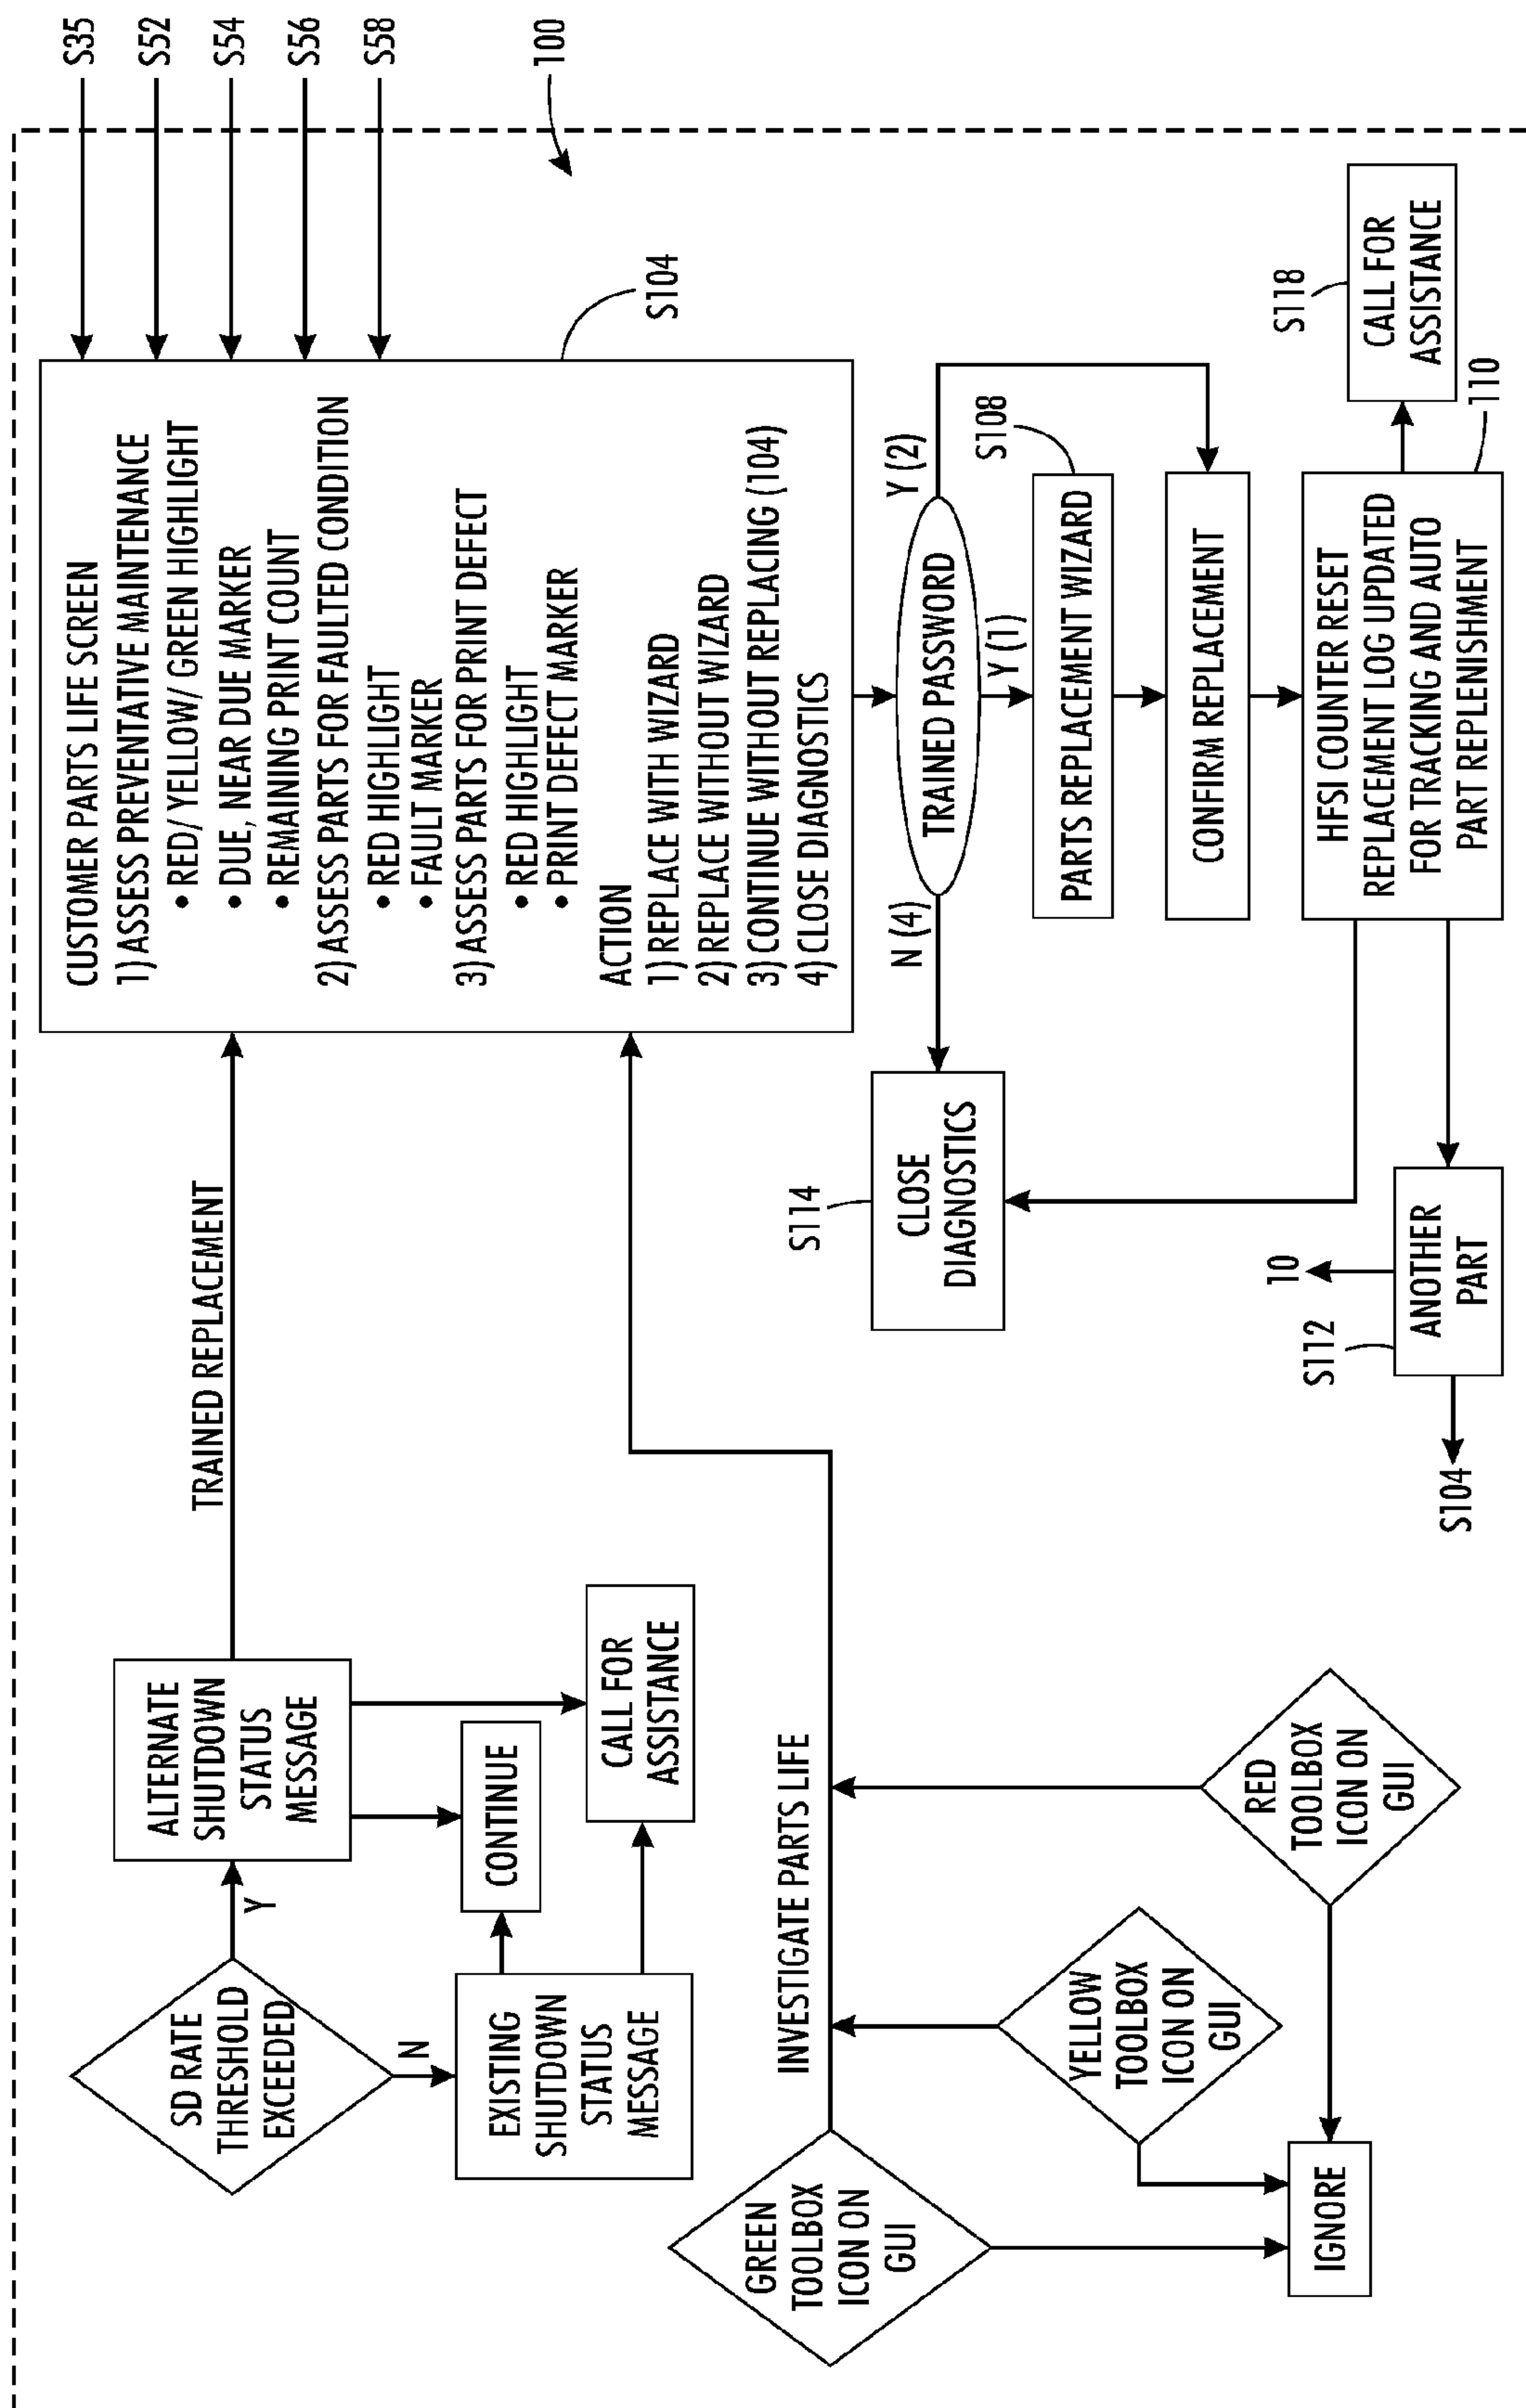 SD RATE
THRESHOLD
EXCEEDED
Y
N
ALTERNATE
SHUTDOWN
STATUS
MESSAGE
TRAINED REPLACEMENT
EXISTING
SHUTDOWN
STATUS
MESSAGE
CONTINUE
CALL FOR
ASSISTANCE
GREEN
TOOLBOX
ICON ON
GUI
INVESTIGATE PARTS LIFE
YELLOW
TOOLBOX
ICON ON
GUI
RED
TOOLBOX
ICON ON
GUI
IGNORE
CUSTOMER PARTS LIFE SCREEN
1) ASSESS PREVENTATIVE MAINTENANCE
• RED/ YELLOW/ GREEN HIGHLIGHT
• DUE, NEAR DUE MARKER
• REMAINING PRINT COUNT
2) ASSESS PARTS FOR FAULTED CONDITION
• RED HIGHLIGHT
• FAULT MARKER
3) ASSESS PARTS FOR PRINT DEFECT
• RED HIGHLIGHT
• PRINT DEFECT MARKER
ACTION
1) REPLACE WITH WIZARD
2) REPLACE WITHOUT WIZARD
3) CONTINUE WITHOUT REPLACING (104)
4) CLOSE DIAGNOSTICS
S35
S52
S54
S56
S58
100
S104
N (4)
TRAINED PASSWORD
Y (2)
Y (1)
S108
PARTS REPLACEMENT WIZARD
CONFIRM REPLACEMENT
S114
CLOSE
DIAGNOSTICS
HFSI COUNTER RESET
REPLACEMENT LOG UPDATED
FOR TRACKING AND AUTO
PART REPLENISHMENT
110
S118
CALL FOR
ASSISTANCE
10
S112
ANOTHER
PART
S104